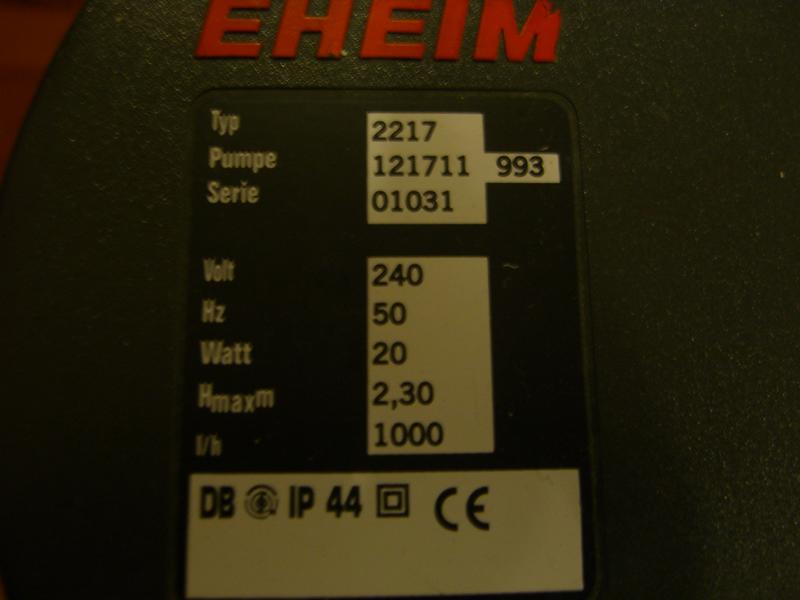 EHEIM
Typ 2217
Pumpe 121711 993
Serie 01031
Volt 240
Hz 50
Watt 20
Hmaxm 2,30
l/h 1000
DB IP 44 CE